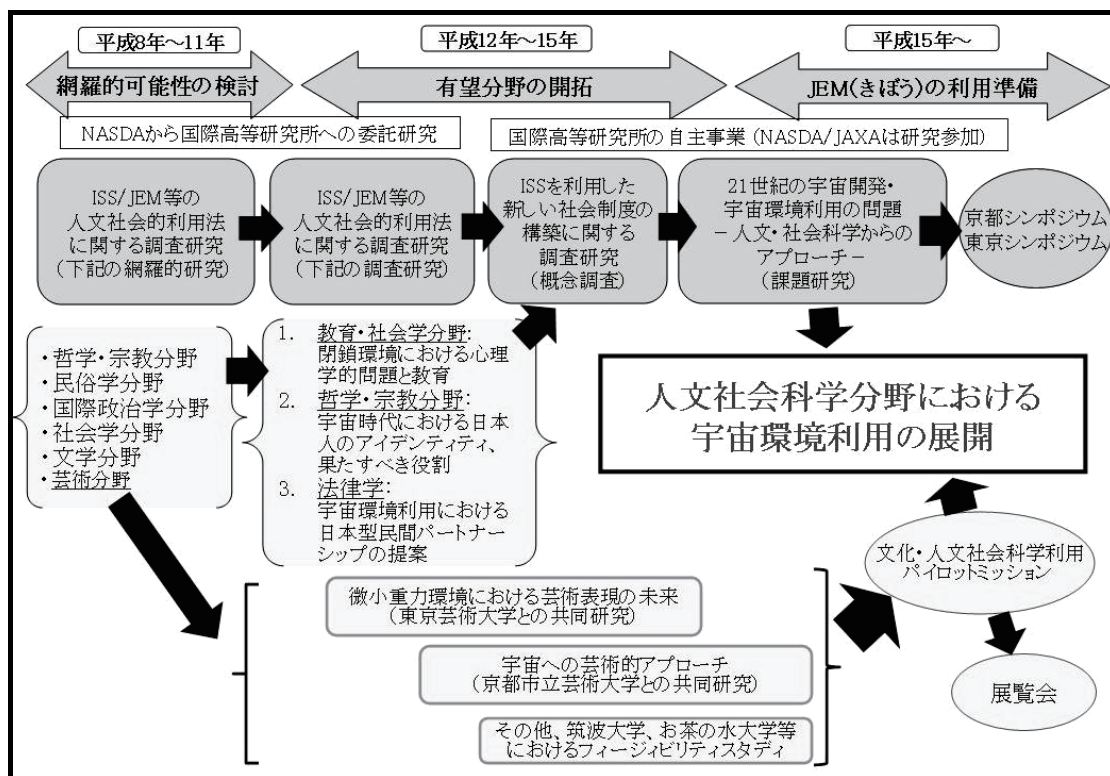 平成8年～11年
平成12年～15年
平成15年～
網羅的可能性の検討
有望分野の開拓
JEM(きぼう)の利用準備
NASDAから国際高等研究所への委託研究
国際高等研究所の自主事業 (NASDA/JAXAは研究参加)
ISS/JEM等の
人文社会的利用法
に関する調査研究
(下記の網羅的研究)
ISS/JEM等の
人文社会的利用法
に関する調査研究
(下記の調査研究)
ISSを利用した
新しい社会制度の
構築に関する
調査研究
(概念調査)
21世紀の宇宙開発・
宇宙環境利用の問題
－人文・社会科学からの
アプローチ－
(課題研究)
京都シンポジウム
東京シンポジウム
・哲学・宗教分野
・民俗学分野
・国際政治学分野
・社会学分野
・文学分野
・芸術分野
1. 教育・社会学分野:
閉鎖環境における心理
学的問題と教育
2. 哲学・宗教分野:
宇宙時代における日本
人のアイデンティティ、
果たすべき役割
3. 法律学:
宇宙環境利用における
日本型民間パートナー
シップの提案
人文社会科学分野における
宇宙環境利用の展開
文化・人文社会科学利用
パイロットミッション
展覧会
微小重力環境における芸術表現の未来
(東京芸術大学との共同研究)
宇宙への芸術的アプローチ
(京都市立芸術大学との共同研究)
その他、筑波大学、お茶の水大学等
におけるフィージィビリティスタディ